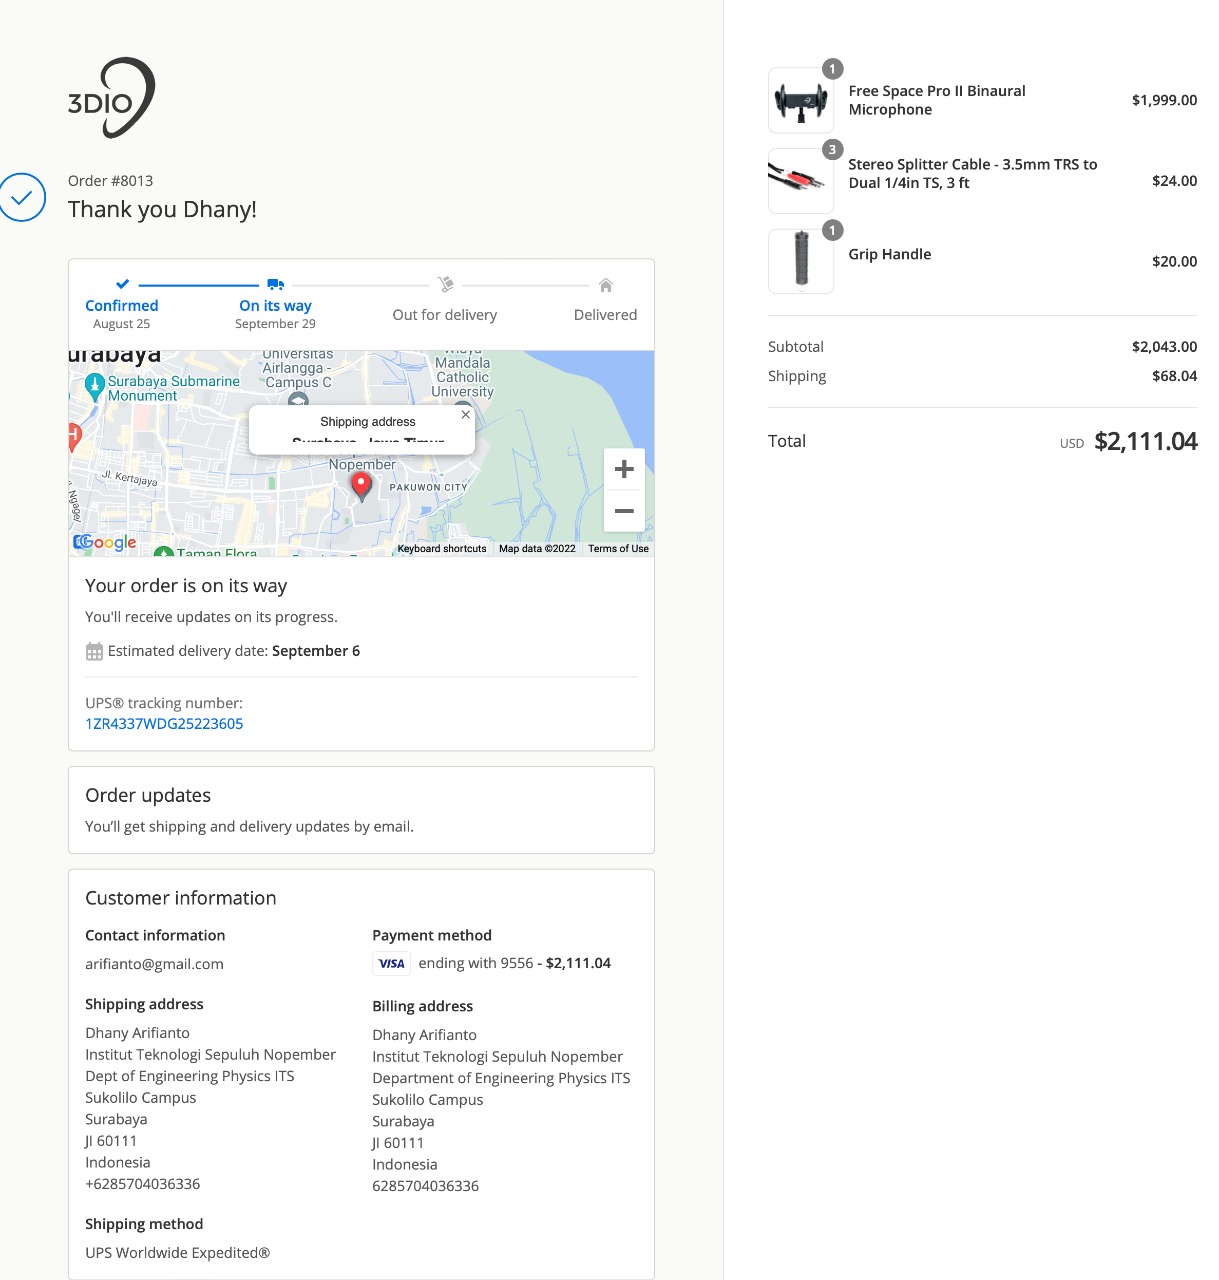 3DIO
Order #8013
Thank you Dhany!
Confirmed
August 25
On its way
September 29
Out for delivery
Delivered
urabaya
Surabaya Submarine
Monument
Universitas
Airlangga -
Campus C
Widya
Mandala
Catholic
University
Shipping address
Surabaya, Jawa Timur
Nopember
PAKUWON CITY
Jl. Kertajaya
Jl. Ngagel
H
Taman Flora
Google
Keyboard shortcuts
Map data ©2022
Terms of Use
Your order is on its way
You'll receive updates on its progress.
Estimated delivery date: September 6
UPS® tracking number:
1ZR4337WDG25223605
Order updates
You’ll get shipping and delivery updates by email.
Customer information
Contact information
arifianto@gmail.com
Shipping address
Dhany Arifianto
Institut Teknologi Sepuluh Nopember
Dept of Engineering Physics ITS
Sukolilo Campus
Surabaya
JI 60111
Indonesia
+6285704036336
Shipping method
UPS Worldwide Expedited®
Payment method
VISA ending with 9556 - $2,111.04
Billing address
Dhany Arifianto
Institut Teknologi Sepuluh Nopember
Department of Engineering Physics ITS
Sukolilo Campus
Surabaya
JI 60111
Indonesia
6285704036336
1
Free Space Pro II Binaural
Microphone
$1,999.00
3
Stereo Splitter Cable - 3.5mm TRS to
Dual 1/4in TS, 3 ft
$24.00
1
Grip Handle
$20.00
Subtotal $2,043.00
Shipping $68.04
Total USD $2,111.04